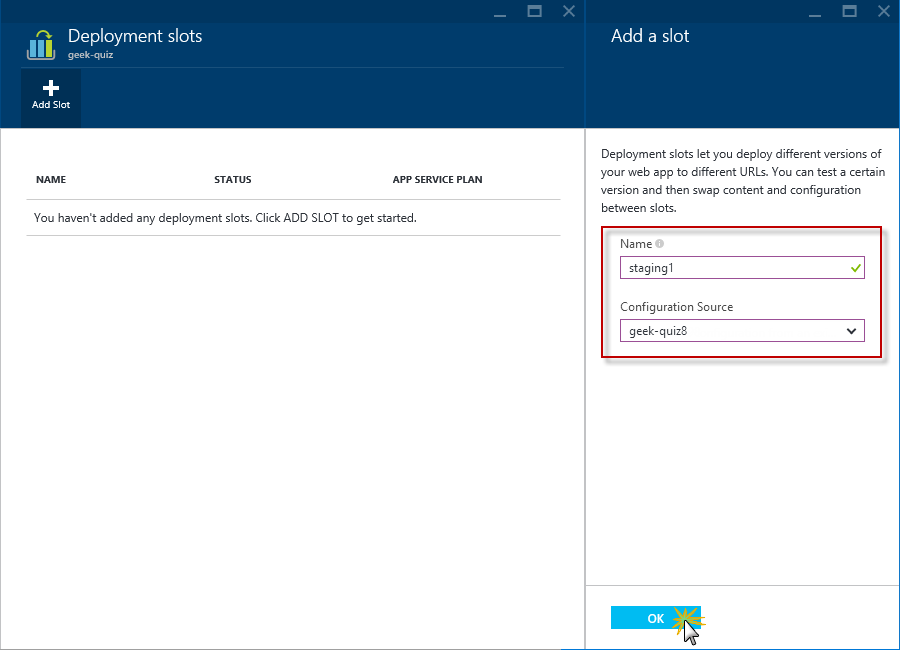 Deployment slots
geek-quiz
Add Slot
NAME STATUS APP SERVICE PLAN
You haven't added any deployment slots. Click ADD SLOT to get started.
Add a slot
Deployment slots let you deploy different versions of
your web app to different URLs. You can test a certain
version and then swap content and configuration
between slots.
Name
staging1
Configuration Source
geek-quiz8
OK